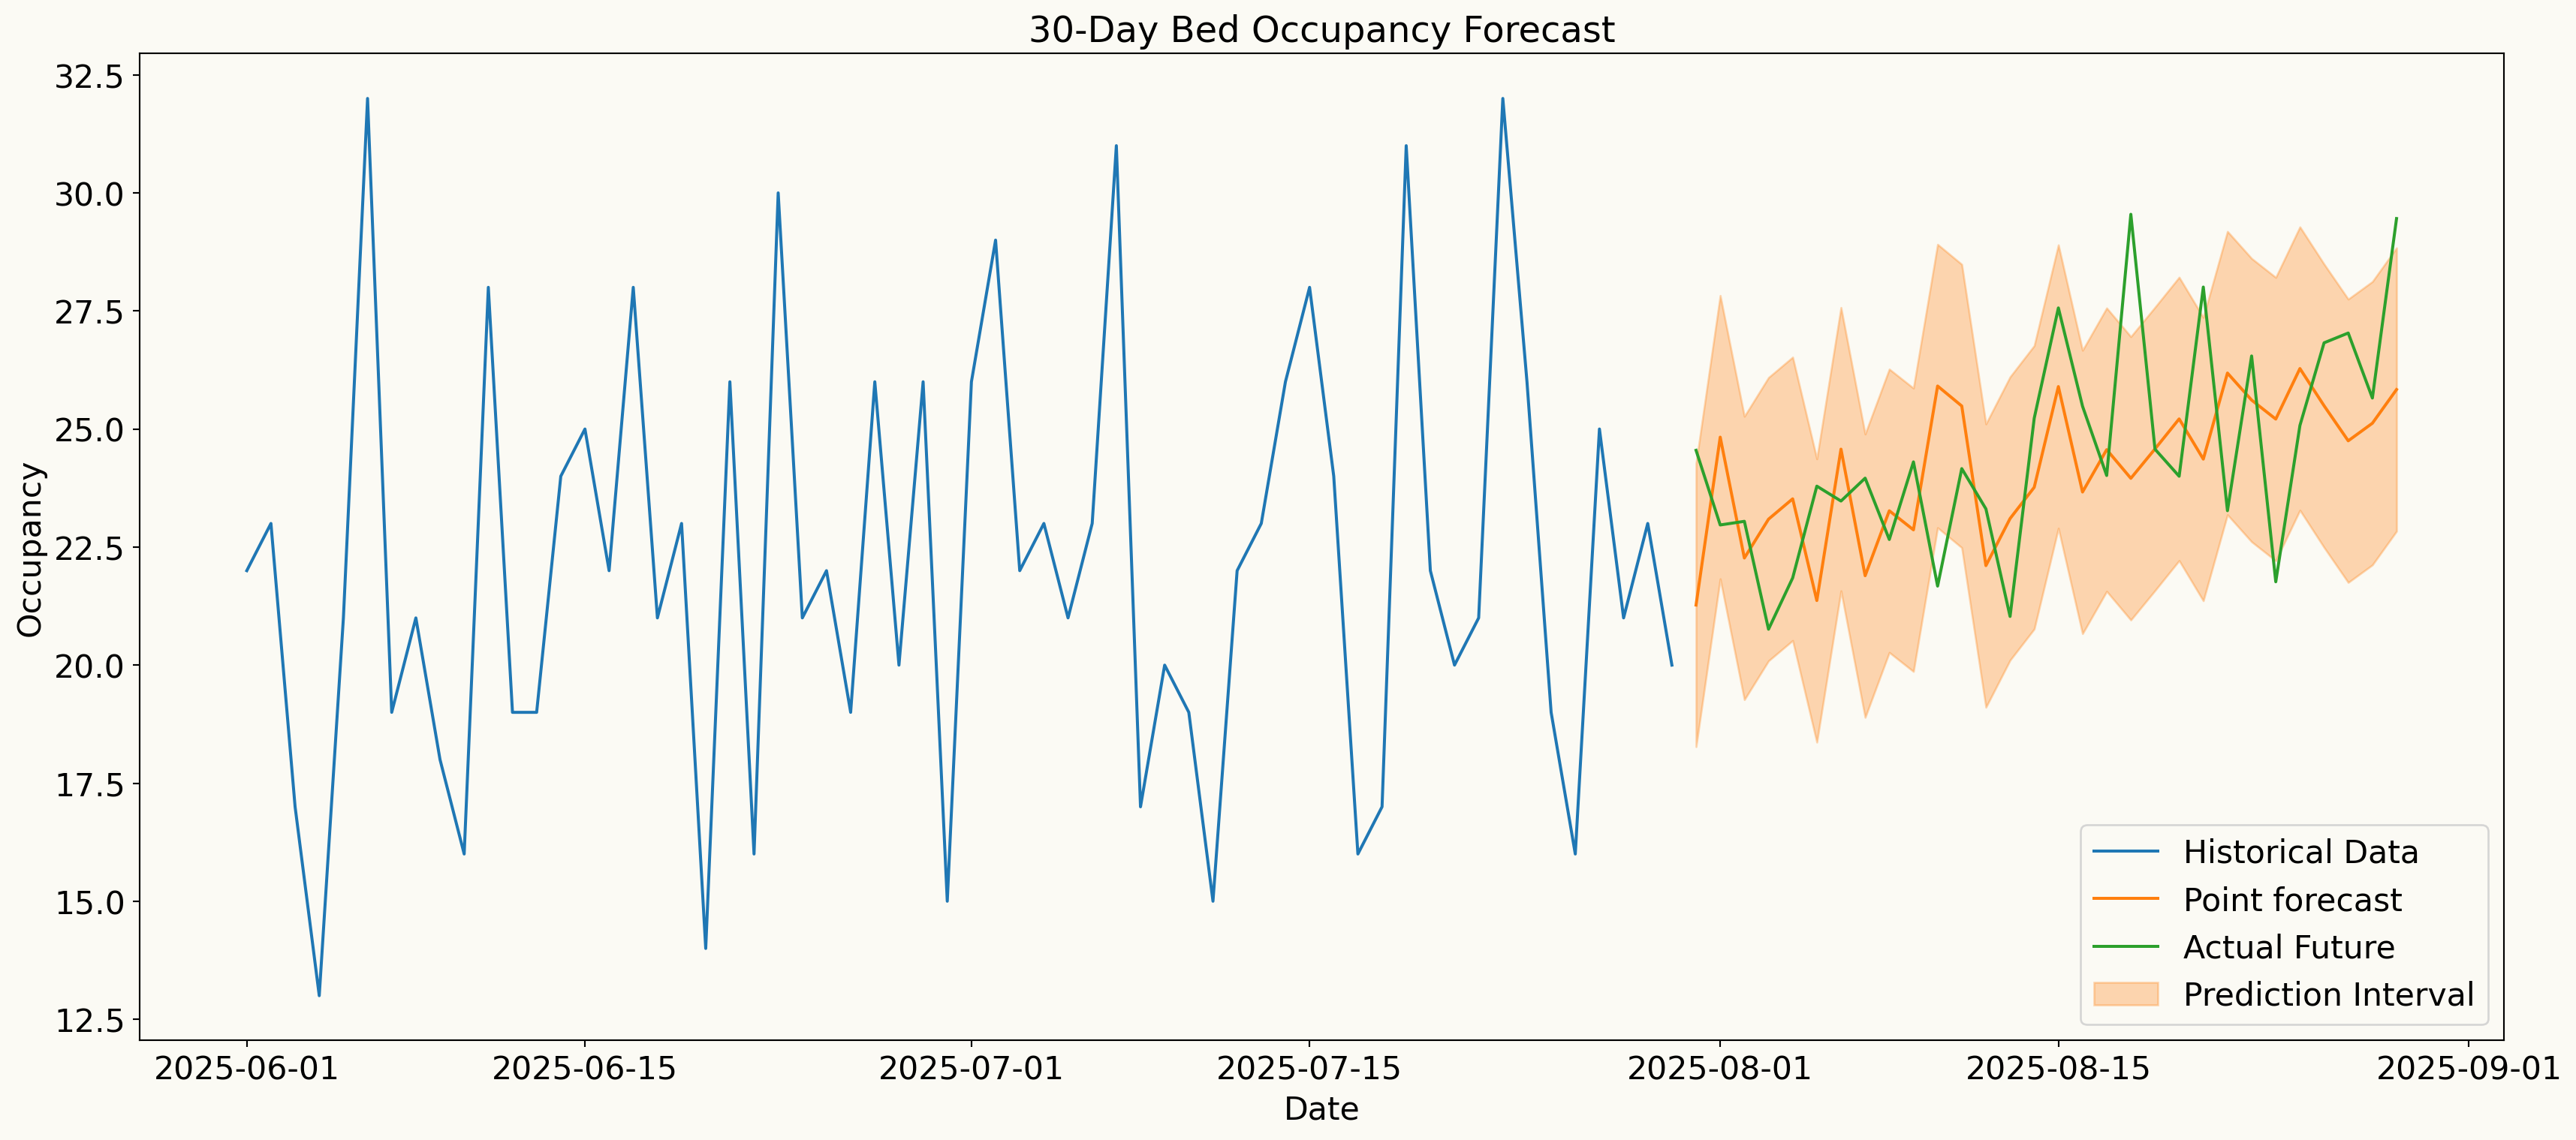 30-Day Bed Occupancy Forecast
32.5
30.0
27.5
25.0
22.5
20.0
17.5
15.0
12.5
Occupancy
2025-06-01
2025-06-15
2025-07-01
2025-07-15
2025-08-01
2025-08-15
2025-09-01
Date
Historical Data
Point forecast
Actual Future
Prediction Interval